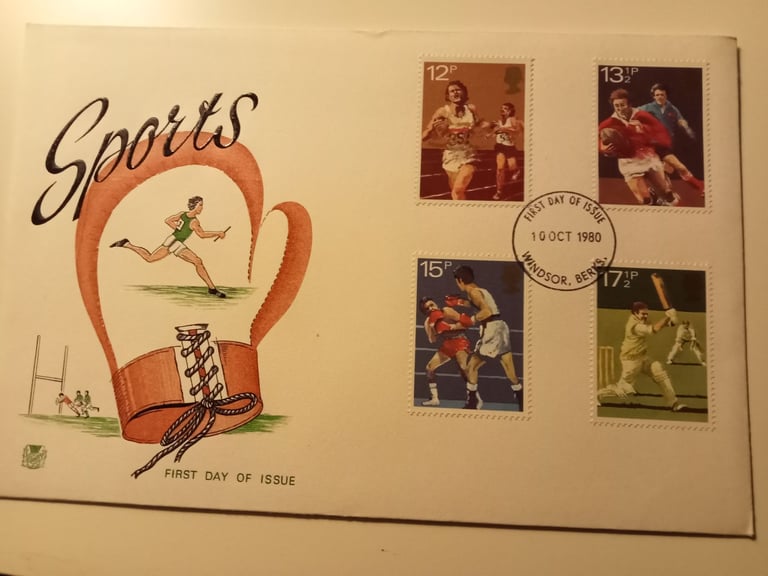 Sports
FIRST DAY OF ISSUE
12P
13½P
FIRST DAY OF ISSUE
10 OCT 1980
WINDSOR, BERKS.
15P
17½P